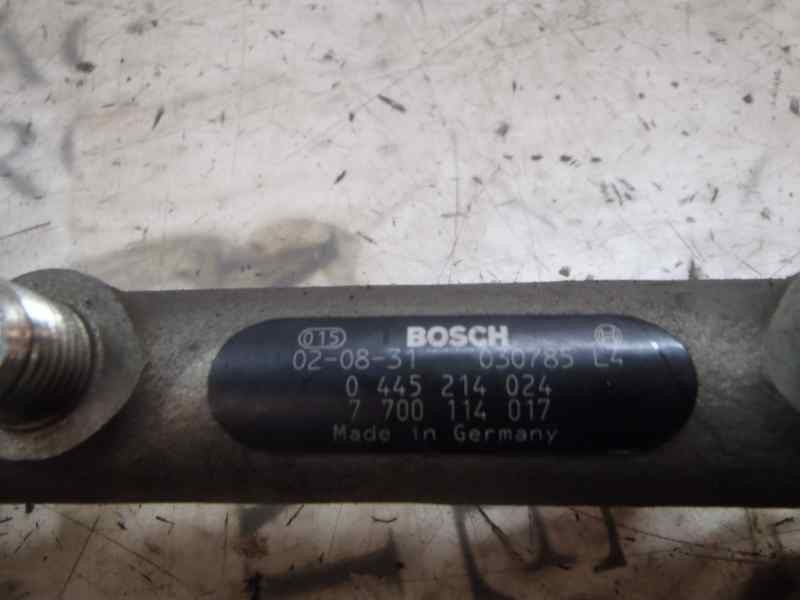 015 BOSCH
02-08-31 030785 L4
0 445 214 024
7 700 114 017
Made in Germany